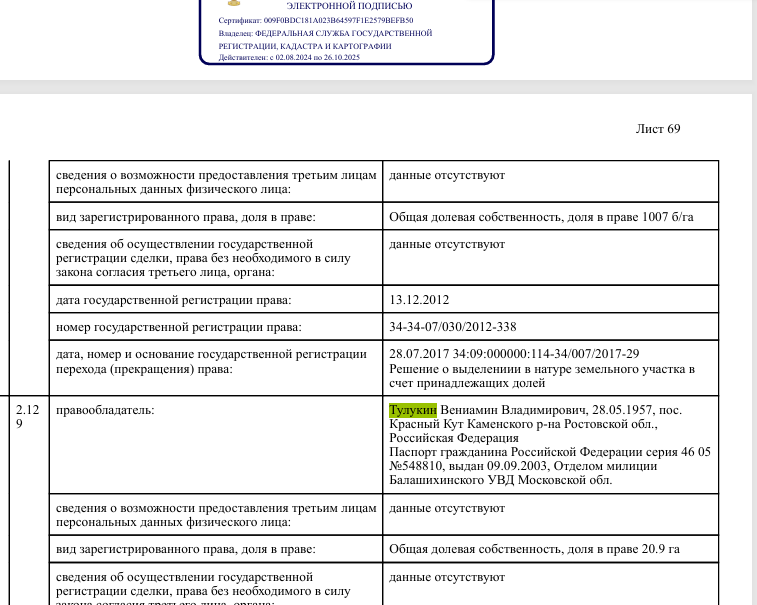 ЭЛЕКТРОННОЙ ПОДПИСЬЮ
Сертификат: 009F0BDC181A023B64597F1E2579BEFB50
Владелец: ФЕДЕРАЛЬНАЯ СЛУЖБА ГОСУДАРСТВЕННОЙ
РЕГИСТРАЦИИ, КАДАСТРА И КАРТОГРАФИИ
Действителен: с 02.08.2024 по 26.10.2025
Лист 69
сведения о возможности предоставления третьим лицам
персональных данных физического лица:
данные отсутствуют
вид зарегистрированного права, доля в праве:
Общая долевая собственность, доля в праве 1007 б/га
сведения об осуществлении государственной
регистрации сделки, права без необходимого в силу
закона согласия третьего лица, органа:
данные отсутствуют
дата государственной регистрации права:
13.12.2012
номер государственной регистрации права:
34-34-07/030/2012-338
дата, номер и основание государственной регистрации
перехода (прекращения) права:
28.07.2017 34:09:000000:114-34/007/2017-29
Решение о выделениии в натуре земельного участка в
счет принадлежащих долей
2.12
9
правообладатель:
Тулукин Вениамин Владимирович, 28.05.1957, пос.
Красный Кут Каменского р-на Ростовской обл.,
Российская Федерация
Паспорт гражданина Российской Федерации серия 46 05
№548810, выдан 09.09.2003, Отделом милиции
Балашихинского УВД Московской обл.
сведения о возможности предоставления третьим лицам
персональных данных физического лица:
данные отсутствуют
вид зарегистрированного права, доля в праве:
Общая долевая собственность, доля в праве 20.9 га
сведения об осуществлении государственной
регистрации сделки, права без необходимого в силу
закона согласия третьего лица, органа:
данные отсутствуют